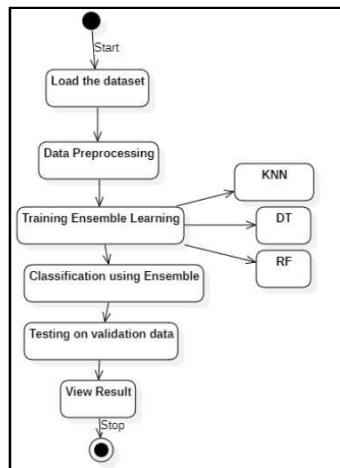 Start
Load the dataset
Data Preprocessing
KNN
Training Ensemble Learning
DT
RF
Classification using Ensemble
Testing on validation data
View Result
Stop